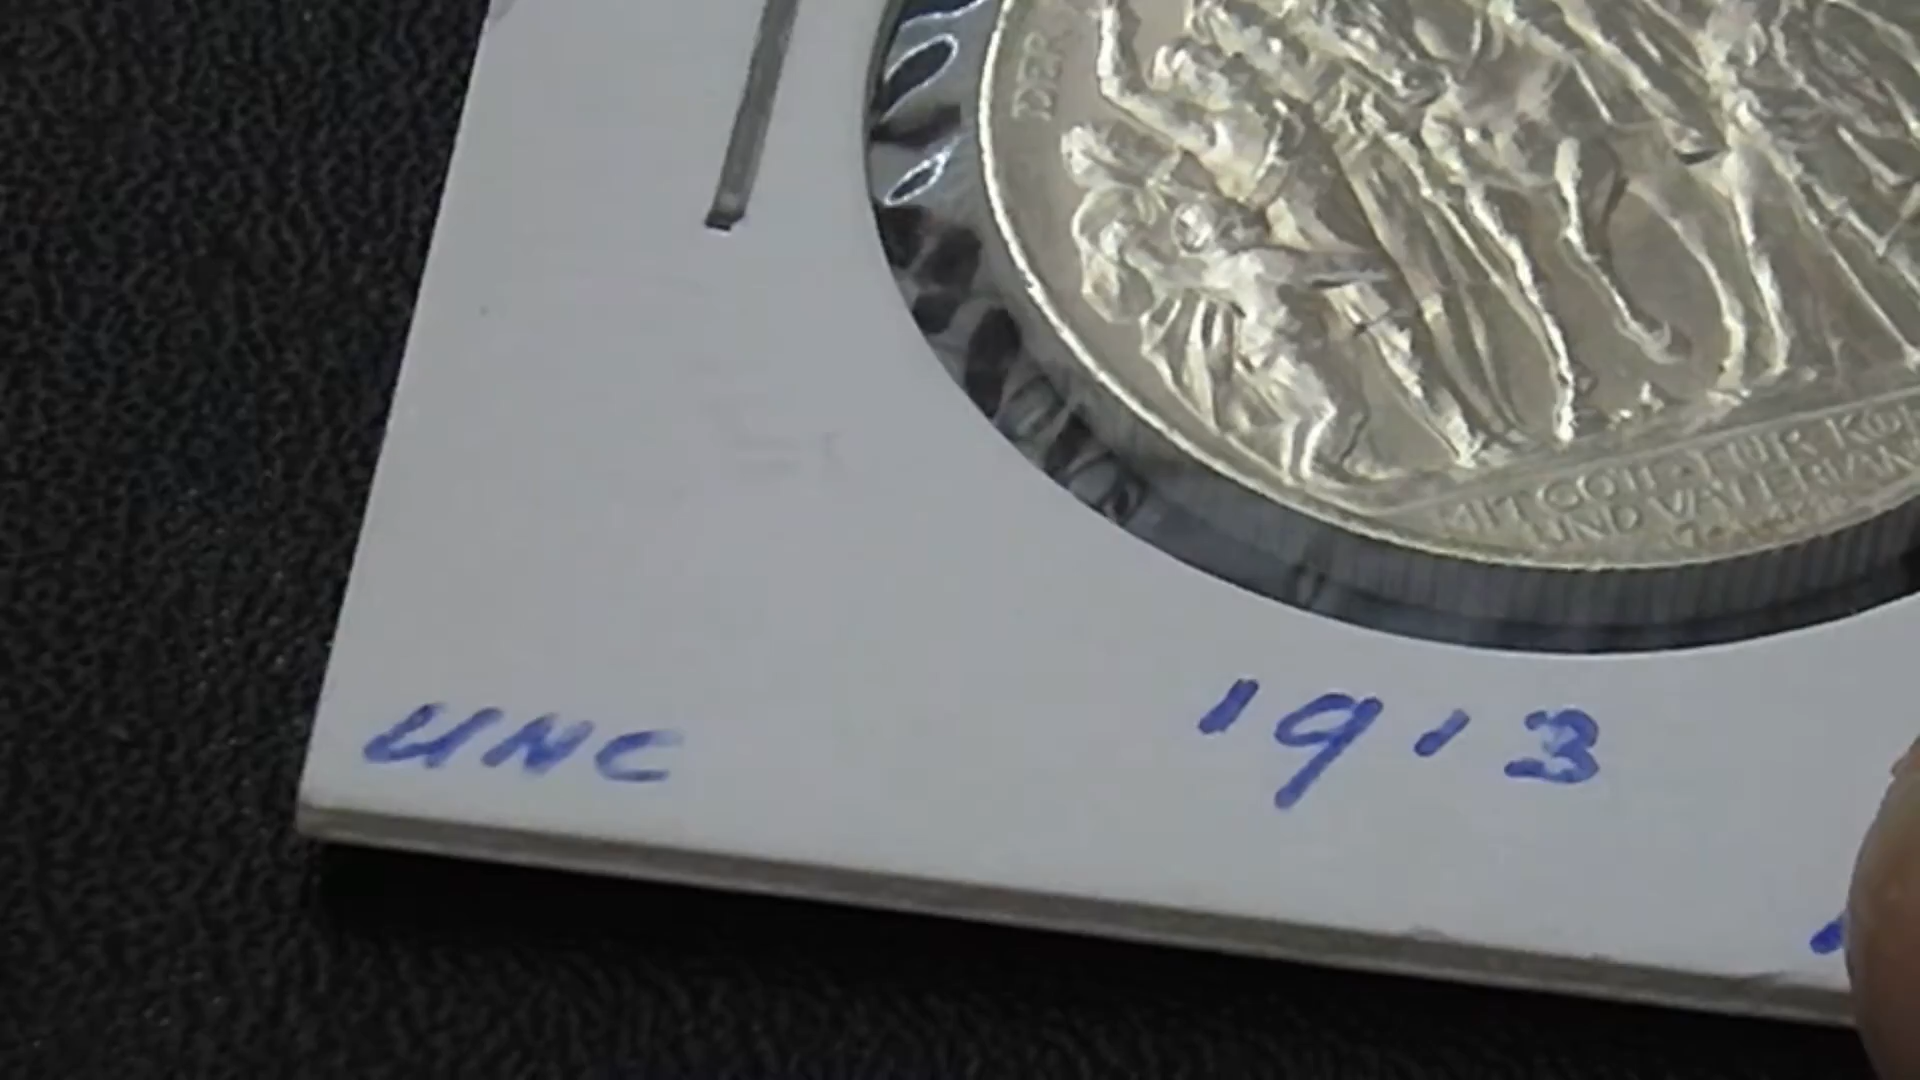 DER
MIT GOTT FÜR KÖ
UND VATERLAN
UNC
1913